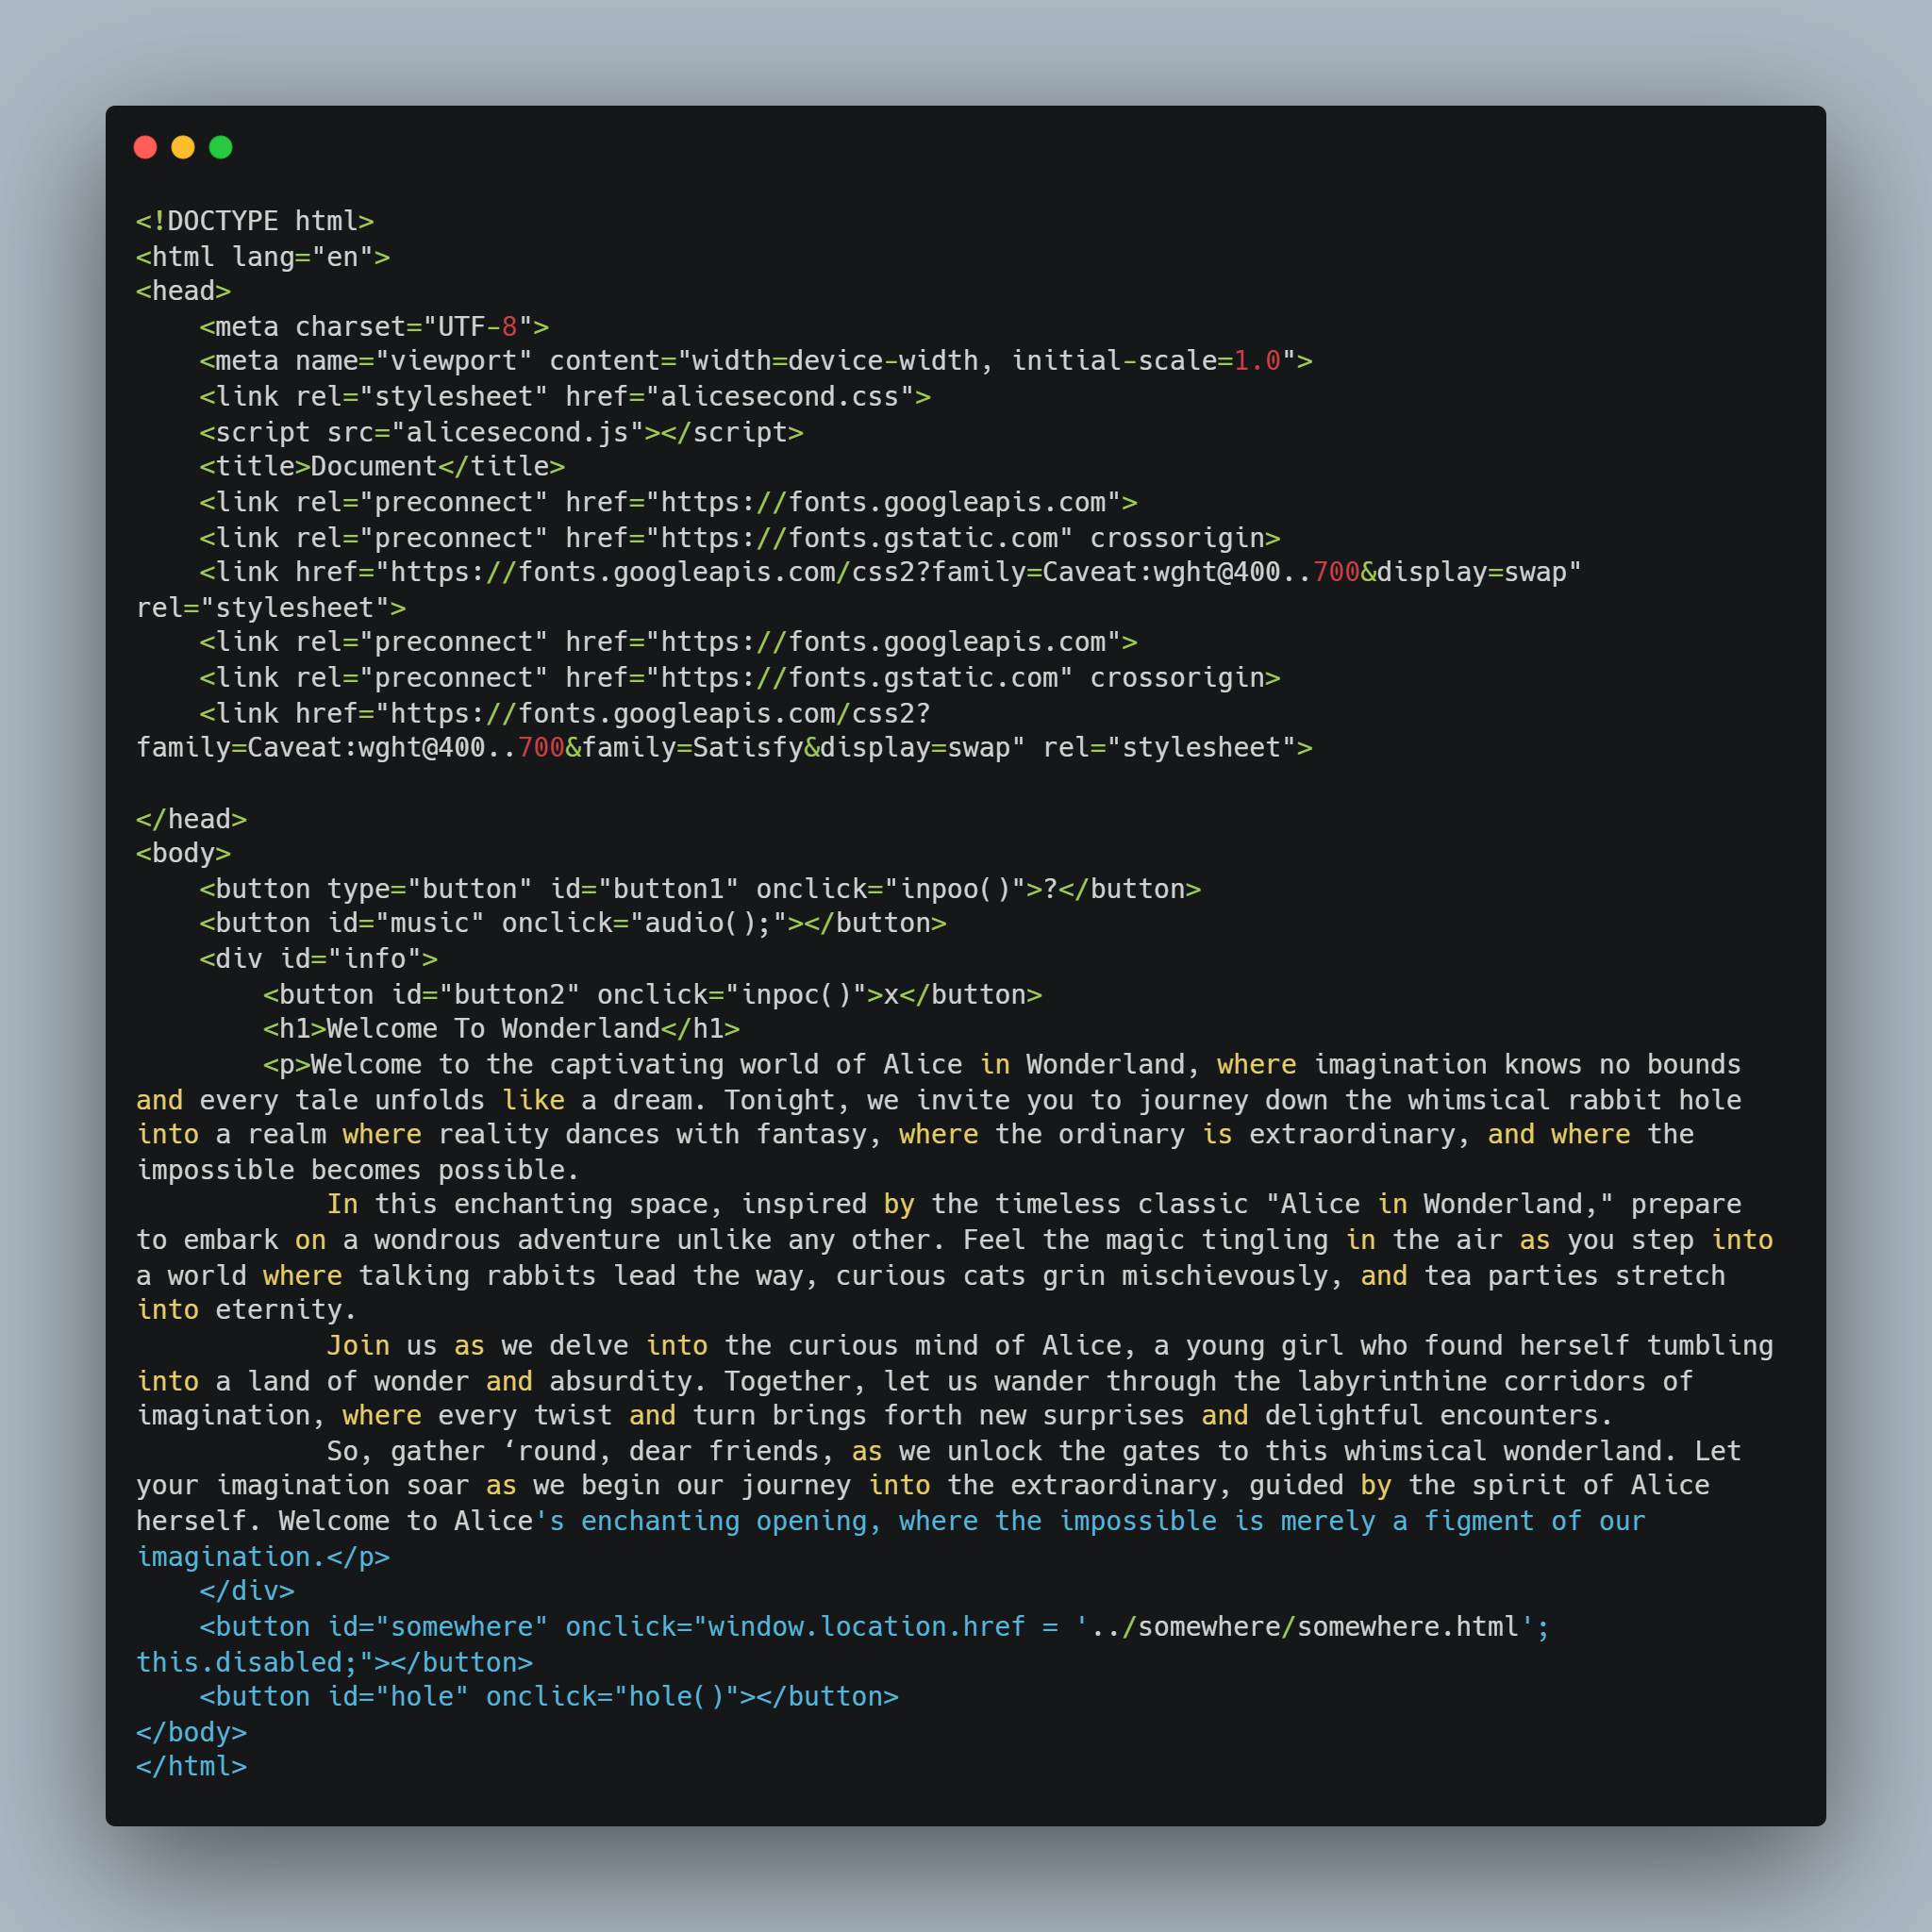 <!DOCTYPE html>
<html lang="en">
<head>
    <meta charset="UTF-8">
    <meta name="viewport" content="width=device-width, initial-scale=1.0">
    <link rel="stylesheet" href="alicesecond.css">
    <script src="alicesecond.js"></script>
    <title>Document</title>
    <link rel="preconnect" href="https://fonts.googleapis.com">
    <link rel="preconnect" href="https://fonts.gstatic.com" crossorigin>
    <link href="https://fonts.googleapis.com/css2?family=Caveat:wght@400..700&display=swap"
rel="stylesheet">
    <link rel="preconnect" href="https://fonts.googleapis.com">
    <link rel="preconnect" href="https://fonts.gstatic.com" crossorigin>
    <link href="https://fonts.googleapis.com/css2?
family=Caveat:wght@400..700&family=Satisfy&display=swap" rel="stylesheet">

</head>
<body>
    <button type="button" id="button1" onclick="inpoo()">?</button>
    <button id="music" onclick="audio();"></button>
    <div id="info">
        <button id="button2" onclick="inpoc()">x</button>
        <h1>Welcome To Wonderland</h1>
        <p>Welcome to the captivating world of Alice in Wonderland, where imagination knows no bounds
and every tale unfolds like a dream. Tonight, we invite you to journey down the whimsical rabbit hole
into a realm where reality dances with fantasy, where the ordinary is extraordinary, and where the
impossible becomes possible.
            In this enchanting space, inspired by the timeless classic "Alice in Wonderland," prepare
to embark on a wondrous adventure unlike any other. Feel the magic tingling in the air as you step into
a world where talking rabbits lead the way, curious cats grin mischievously, and tea parties stretch
into eternity.
            Join us as we delve into the curious mind of Alice, a young girl who found herself tumbling
into a land of wonder and absurdity. Together, let us wander through the labyrinthine corridors of
imagination, where every twist and turn brings forth new surprises and delightful encounters.
            So, gather ‘round, dear friends, as we unlock the gates to this whimsical wonderland. Let
your imagination soar as we begin our journey into the extraordinary, guided by the spirit of Alice
herself. Welcome to Alice's enchanting opening, where the impossible is merely a figment of our
imagination.</p>
    </div>
    <button id="somewhere" onclick="window.location.href = '../somewhere/somewhere.html';
this.disabled;"></button>
    <button id="hole" onclick="hole()"></button>
</body>
</html>